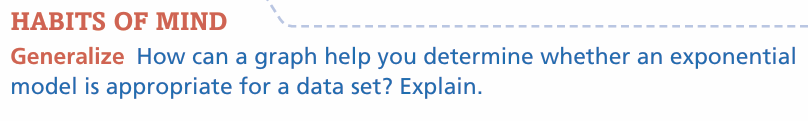 HABITS OF MIND
Generalize How can a graph help you determine whether an exponential
model is appropriate for a data set? Explain.